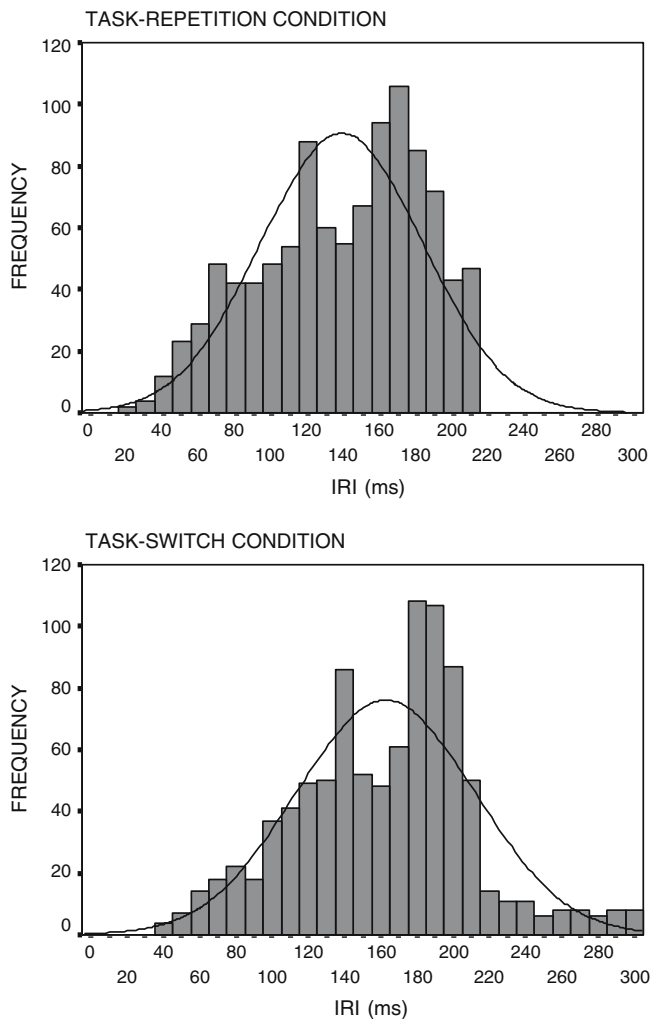 TASK-REPETITION CONDITION
120
100
80
60
40
20
0
FREQUENCY
0 40 80 120 160 200 240 280
20 60 100 140 180 220 260 300
IRI (ms)
TASK-SWITCH CONDITION
120
100
80
60
40
20
0
FREQUENCY
0 40 80 120 160 200 240 280
20 60 100 140 180 220 260 300
IRI (ms)